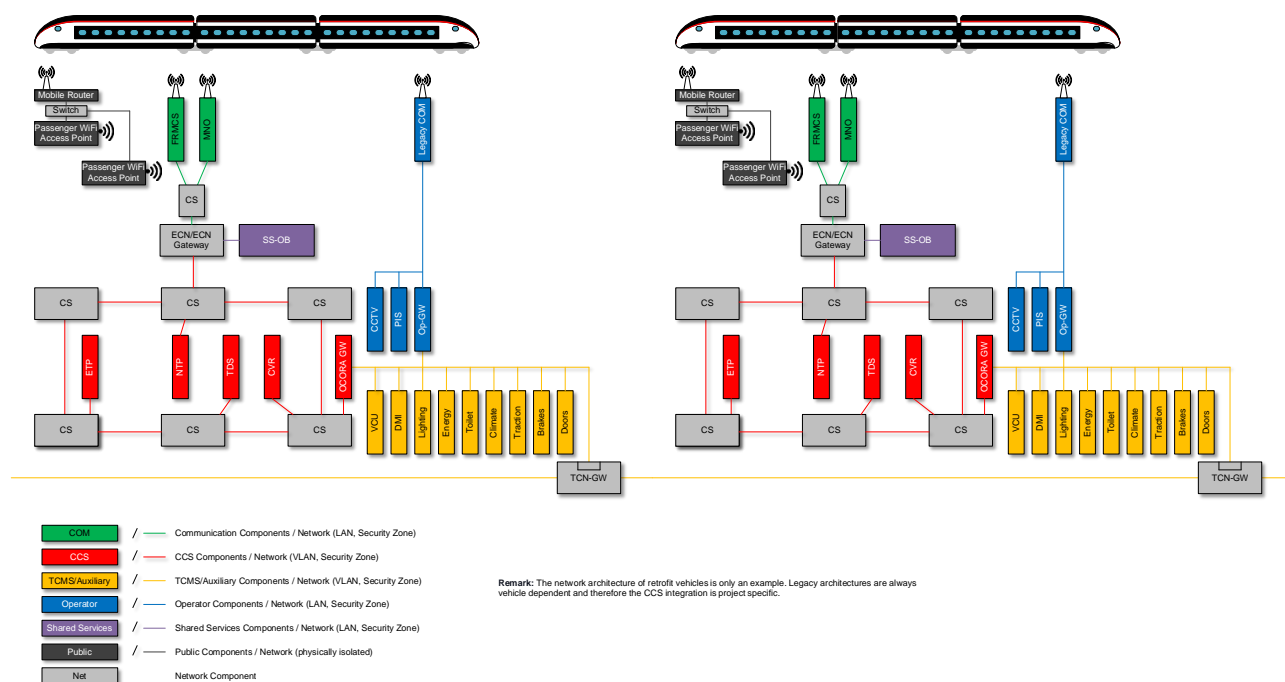 Mobile Router
Switch
Passenger WiFi
Access Point
Passenger WiFi
Access Point
FRMCS
MNO
Legacy COM
CS
ECN/ECN
Gateway
SS-OB
CS
CS
CS
CCTV
PIS
Op-GW
ETP
NTP
TDS
CVR
OCORA GW
CS
CS
CS
VCU
DMI
Lighting
Energy
Toilet
Climate
Traction
Brakes
Doors
TCN-GW
Mobile Router
Switch
Passenger WiFi
Access Point
Passenger WiFi
Access Point
FRMCS
MNO
Legacy COM
CS
ECN/ECN
Gateway
SS-OB
CS
CS
CS
CCTV
PIS
Op-GW
ETP
NTP
TDS
CVR
OCORA GW
CS
CS
CS
VCU
DMI
Lighting
Energy
Toilet
Climate
Traction
Brakes
Doors
TCN-GW
COM / Communication Components / Network (LAN, Security Zone)
CCS / CCS Components / Network (VLAN, Security Zone)
TCMS/Auxiliary / TCMS/Auxiliary Components / Network (VLAN, Security Zone)
Operator / Operator Components / Network (LAN, Security Zone)
Shared Services / Shared Services Components / Network (LAN, Security Zone)
Public / Public Components / Network (physically isolated)
Net Network Component
Remark: The network architecture of retrofit vehicles is only an example. Legacy architectures are always
vehicle dependent and therefore the CCS integration is project specific.